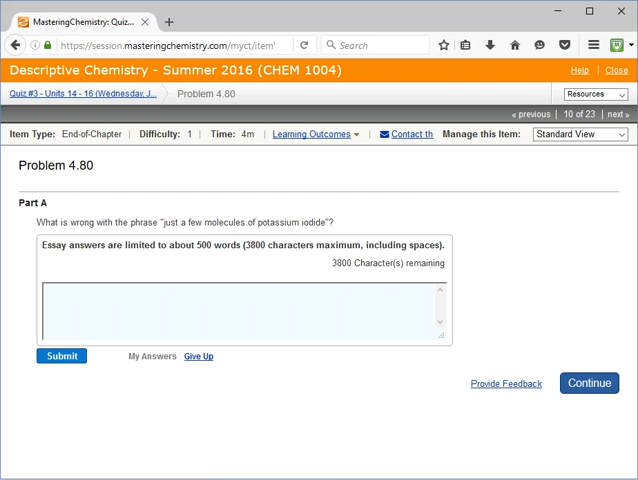 MasteringChemistry: Quiz...
https://session.masteringchemistry.com/myct/item'
Search
Descriptive Chemistry - Summer 2016 (CHEM 1004)
Help | Close
Quiz #3 - Units 14 - 16 (Wednesday, J...
Problem 4.80
Resources
« previous | 10 of 23 | next »
Item Type: End-of-Chapter | Difficulty: 1 | Time: 4m | Learning Outcomes | Contact th Manage this Item: Standard View
Problem 4.80
Part A
What is wrong with the phrase "just a few molecules of potassium iodide"?
Essay answers are limited to about 500 words (3800 characters maximum, including spaces).
3800 Character(s) remaining
Submit
My Answers
Give Up
Provide Feedback
Continue